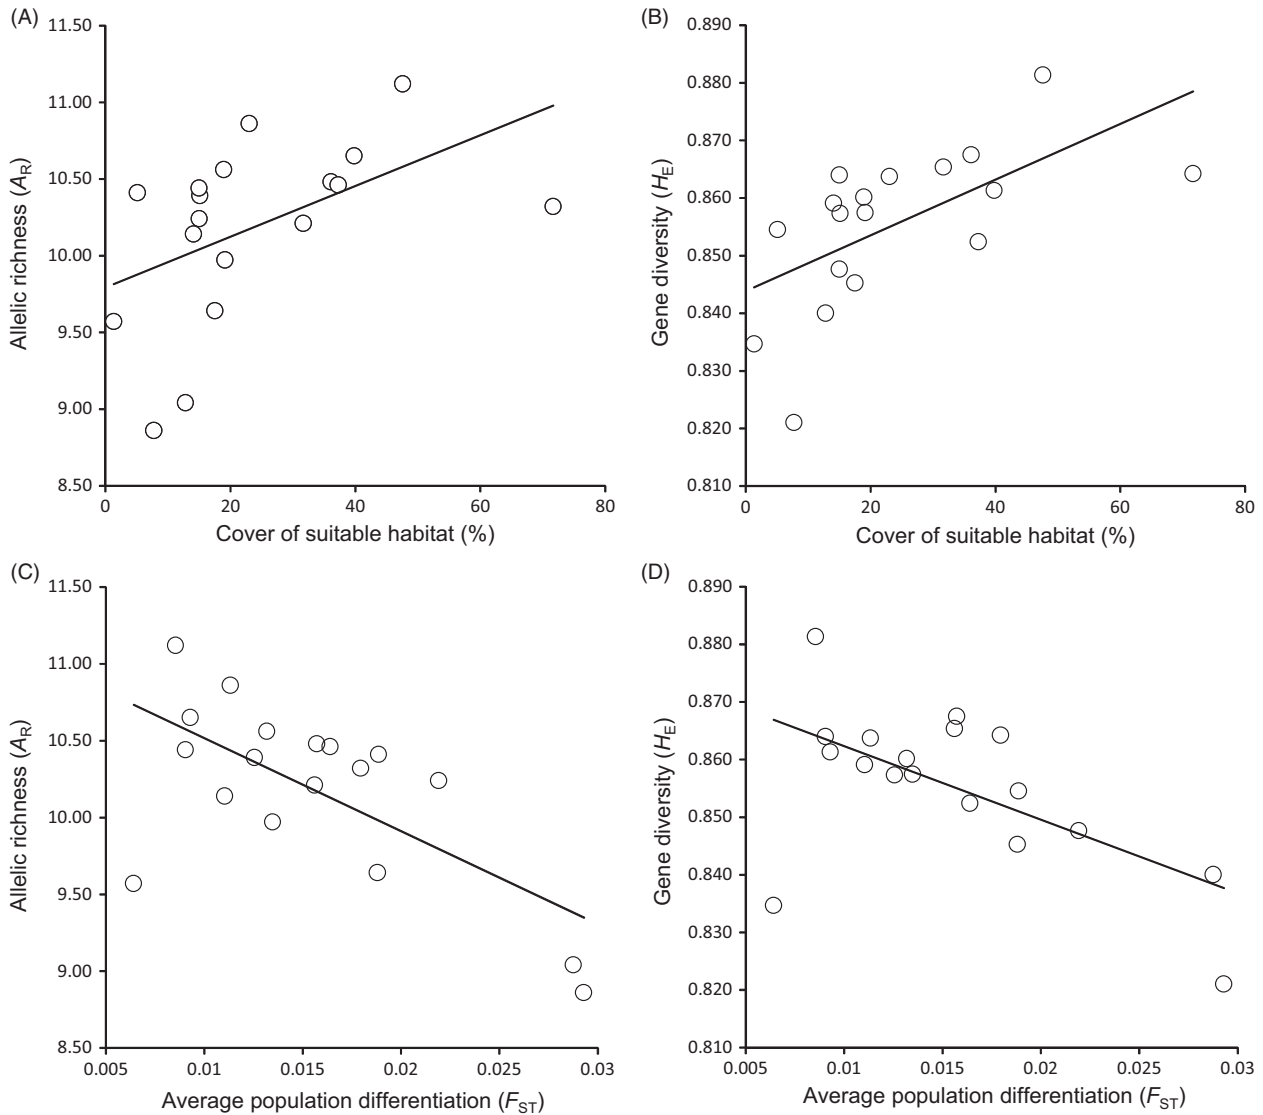 (A)
11.50
11.00
10.50
10.00
9.50
9.00
8.50
Allelic richness (AR)
0 20 40 60 80
Cover of suitable habitat (%)
(B)
0.890
0.880
0.870
0.860
0.850
0.840
0.830
0.820
0.810
Gene diversity (HE)
0 20 40 60 80
Cover of suitable habitat (%)
(C)
11.50
11.00
10.50
10.00
9.50
9.00
8.50
Allelic richness (AR)
0.005 0.01 0.015 0.02 0.025 0.03
Average population differentiation (FST)
(D)
0.890
0.880
0.870
0.860
0.850
0.840
0.830
0.820
0.810
Gene diversity (HE)
0.005 0.01 0.015 0.02 0.025 0.03
Average population differentiation (FST)